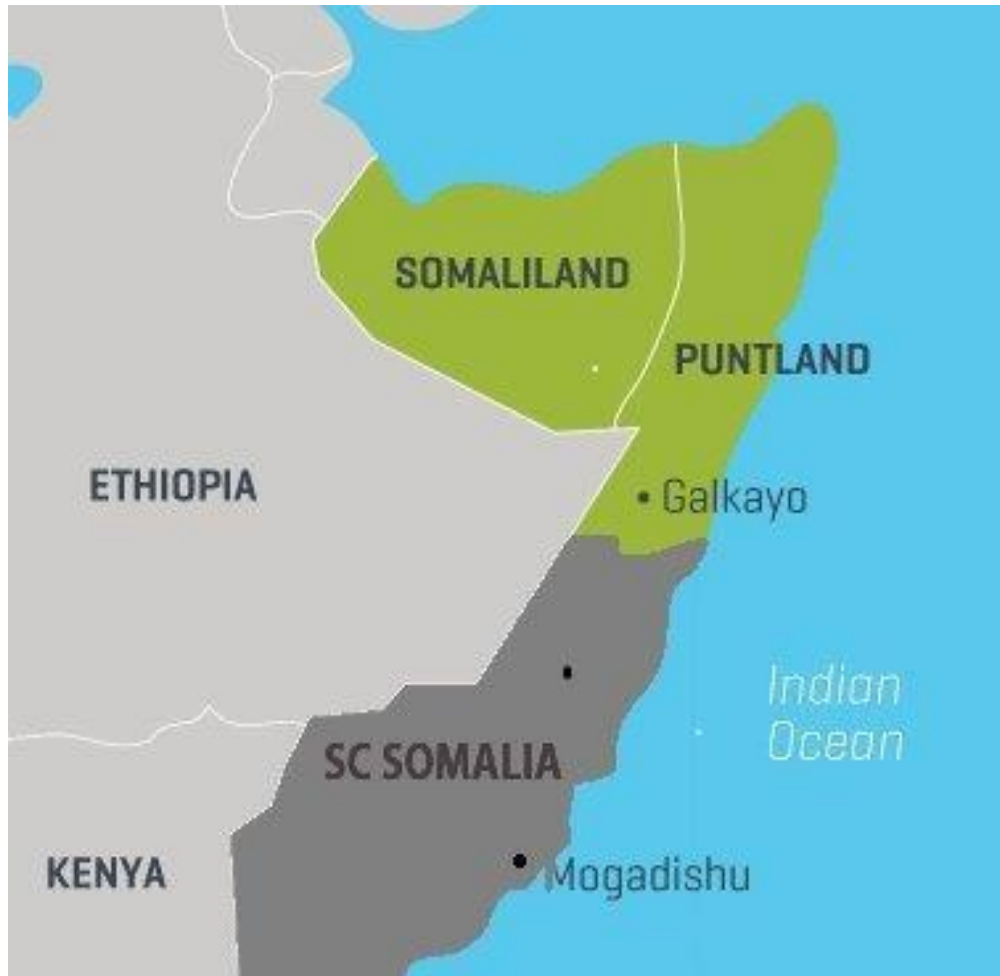 SOMALILAND
PUNTLAND
ETHIOPIA
Galkayo
Indian
Ocean
SC SOMALIA
KENYA
Mogadishu